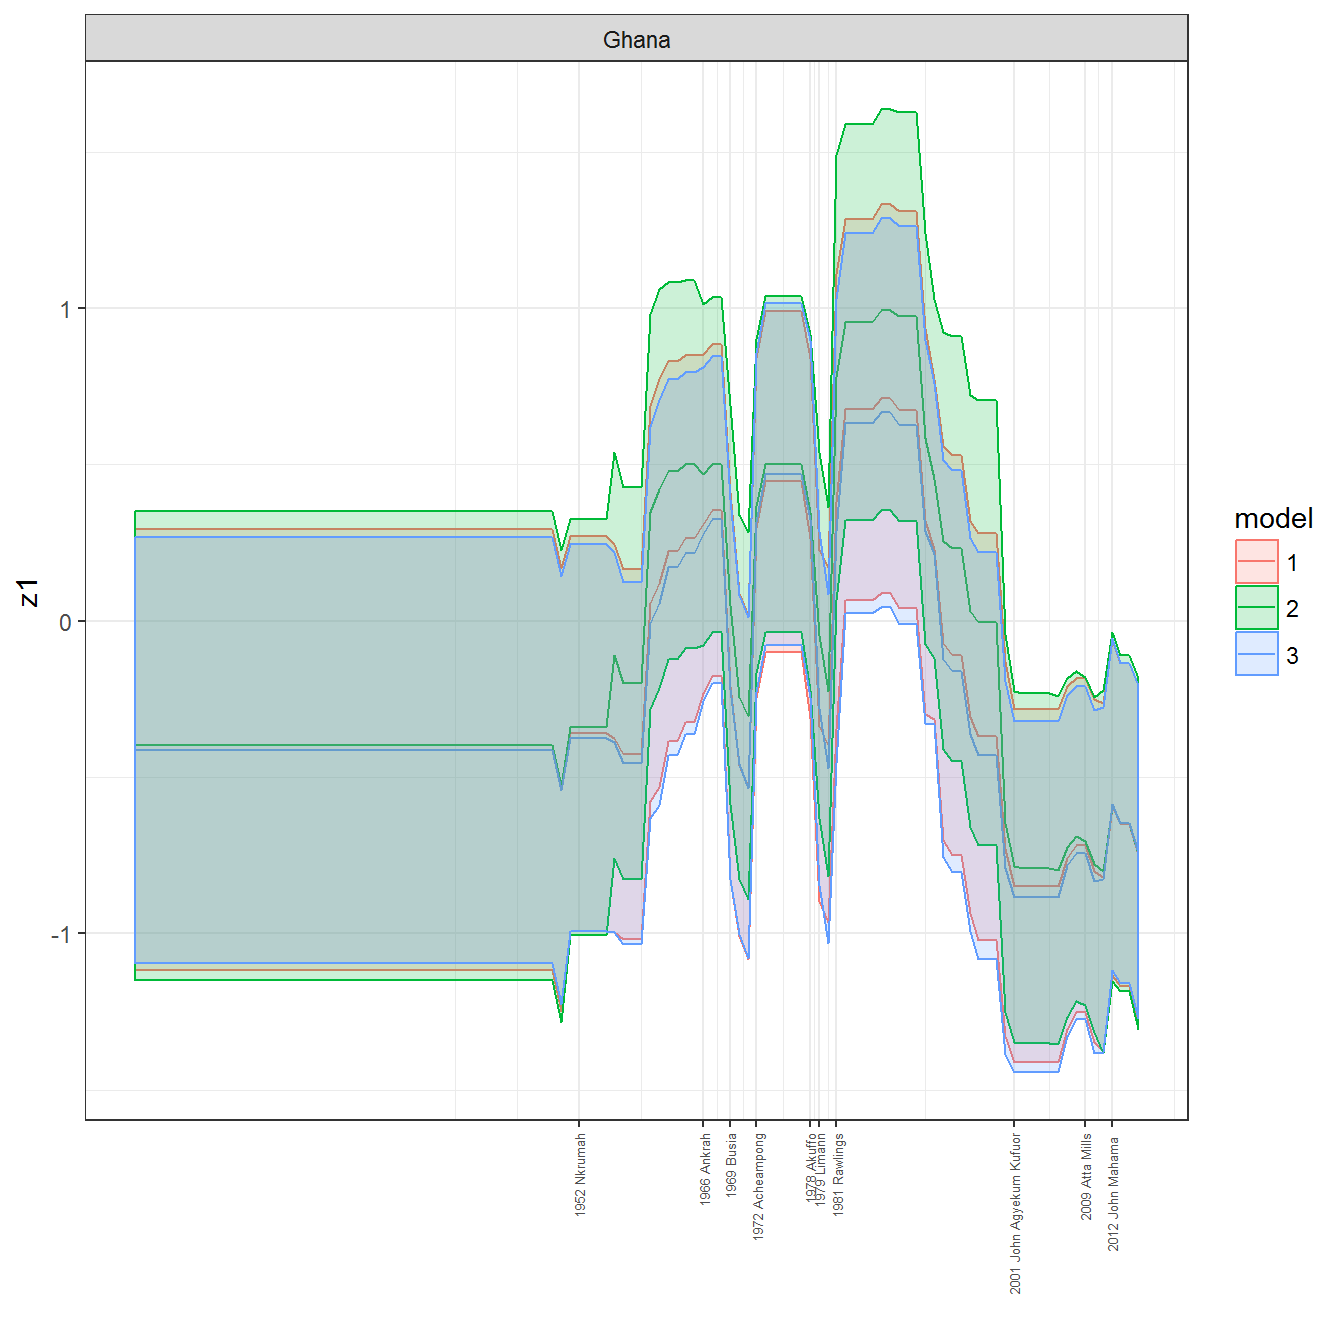 Ghana
z1
1
0
-1
1952 Nkrumah
1966 Ankrah
1969 Busia
1972 Acheampong
1978 Akuffo
1979 Limann
1981 Rawlings
2001 John Agyekum Kufuor
2009 Atta Mills
2012 John Mahama
model
1
2
3